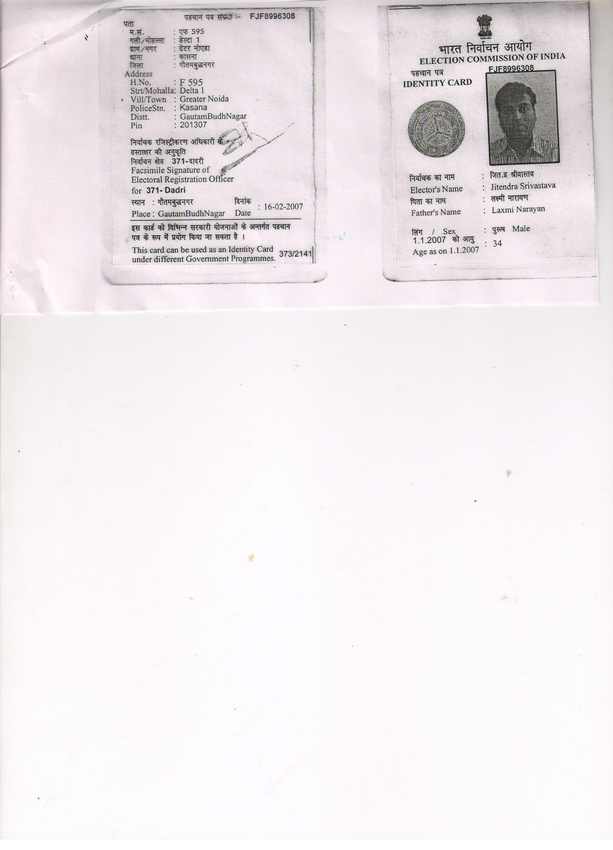 पहचान पत्र संख्या :- FJF8996308
पता
म.सं. : एफ 595
गली/मोहल्ला : डेल्टा 1
ग्राम/नगर : ग्रेटर नोएडा
थाना : कासना
जिला : गौतमबुद्धनगर
Address
H.No. : F 595
Strt/Mohalla: Delta 1
Vill/Town : Greater Noida
PoliceStn. : Kasana
Distt. : GautamBudhNagar
Pin : 201307
निर्वाचक रजिस्ट्रीकरण अधिकारी के
हस्ताक्षर की अनुकृति
निर्वाचन क्षेत्र 371-दादरी
Facsimile Signature of
Electoral Registration Officer
for 371- Dadri
स्थान : गौतमबुद्धनगर दिनांक
Place : GautamBudhNagar Date : 16-02-2007
इस कार्ड को विभिन्न सरकारी योजनाओं के अन्तर्गत पहचान
पत्र के रूप में प्रयोग किया जा सकता है ।
This card can be used as an Identity Card
under different Government Programmes. 373/2141
भारत निर्वाचन आयोग
ELECTION COMMISSION OF INDIA
पहचान पत्र FJF8996308
IDENTITY CARD
निर्वाचक का नाम : जितेन्द्र श्रीवास्तव
Elector's Name : Jitendra Srivastava
पिता का नाम : लक्ष्मी नारायण
Father's Name : Laxmi Narayan
लिंग / Sex : पुरूष Male
1.1.2007 को आयु : 34
Age as on 1.1.2007